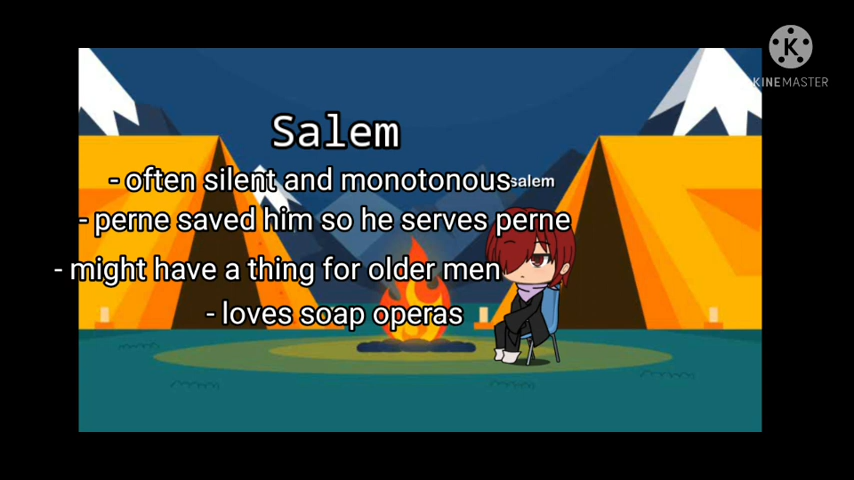 KINEMASTER
Salem
- often silent and monotonous
salem
- perne saved him so he serves perne
- might have a thing for older men
- loves soap operas